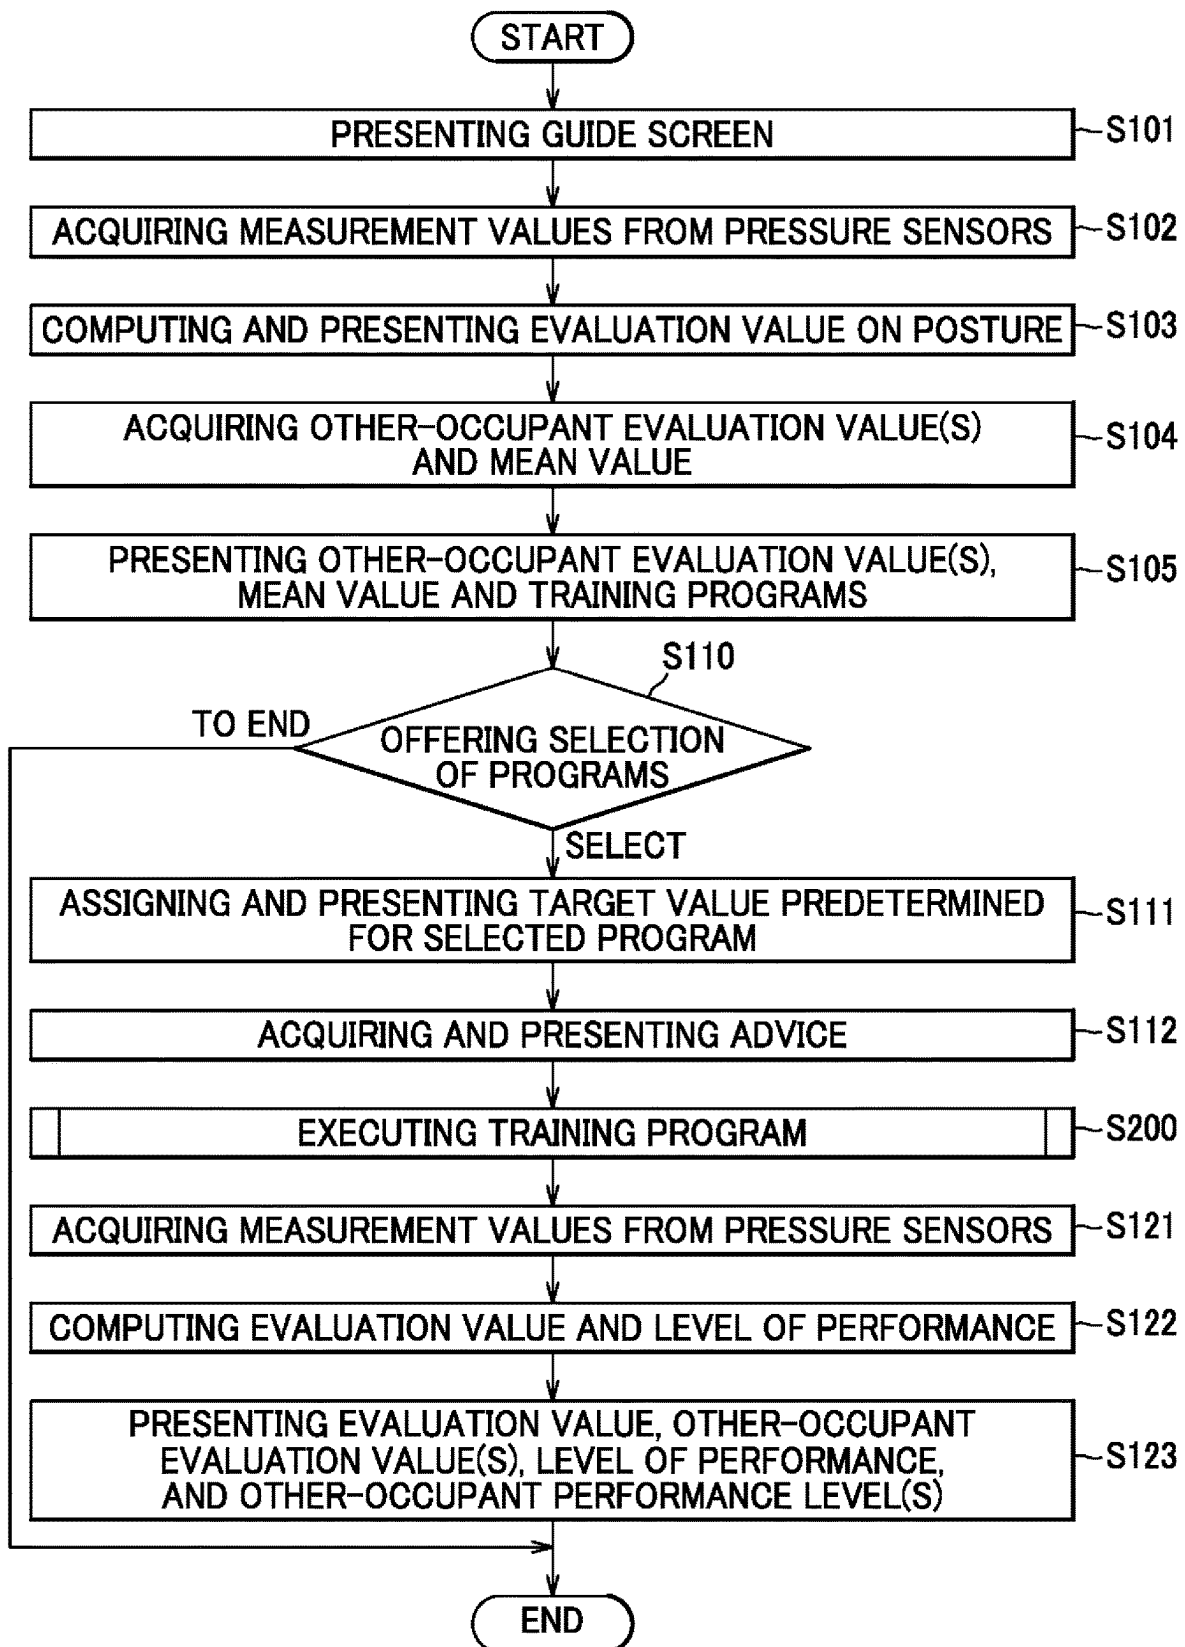 START
PRESENTING GUIDE SCREEN
S101
ACQUIRING MEASUREMENT VALUES FROM PRESSURE SENSORS
S102
COMPUTING AND PRESENTING EVALUATION VALUE ON POSTURE
S103
ACQUIRING OTHER-OCCUPANT EVALUATION VALUE(S)
AND MEAN VALUE
S104
PRESENTING OTHER-OCCUPANT EVALUATION VALUE(S),
MEAN VALUE AND TRAINING PROGRAMS
S105
S110
TO END
OFFERING SELECTION
OF PROGRAMS
SELECT
ASSIGNING AND PRESENTING TARGET VALUE PREDETERMINED
FOR SELECTED PROGRAM
S111
ACQUIRING AND PRESENTING ADVICE
S112
EXECUTING TRAINING PROGRAM
S200
ACQUIRING MEASUREMENT VALUES FROM PRESSURE SENSORS
S121
COMPUTING EVALUATION VALUE AND LEVEL OF PERFORMANCE
S122
PRESENTING EVALUATION VALUE, OTHER-OCCUPANT
EVALUATION VALUE(S), LEVEL OF PERFORMANCE,
AND OTHER-OCCUPANT PERFORMANCE LEVEL(S)
S123
END